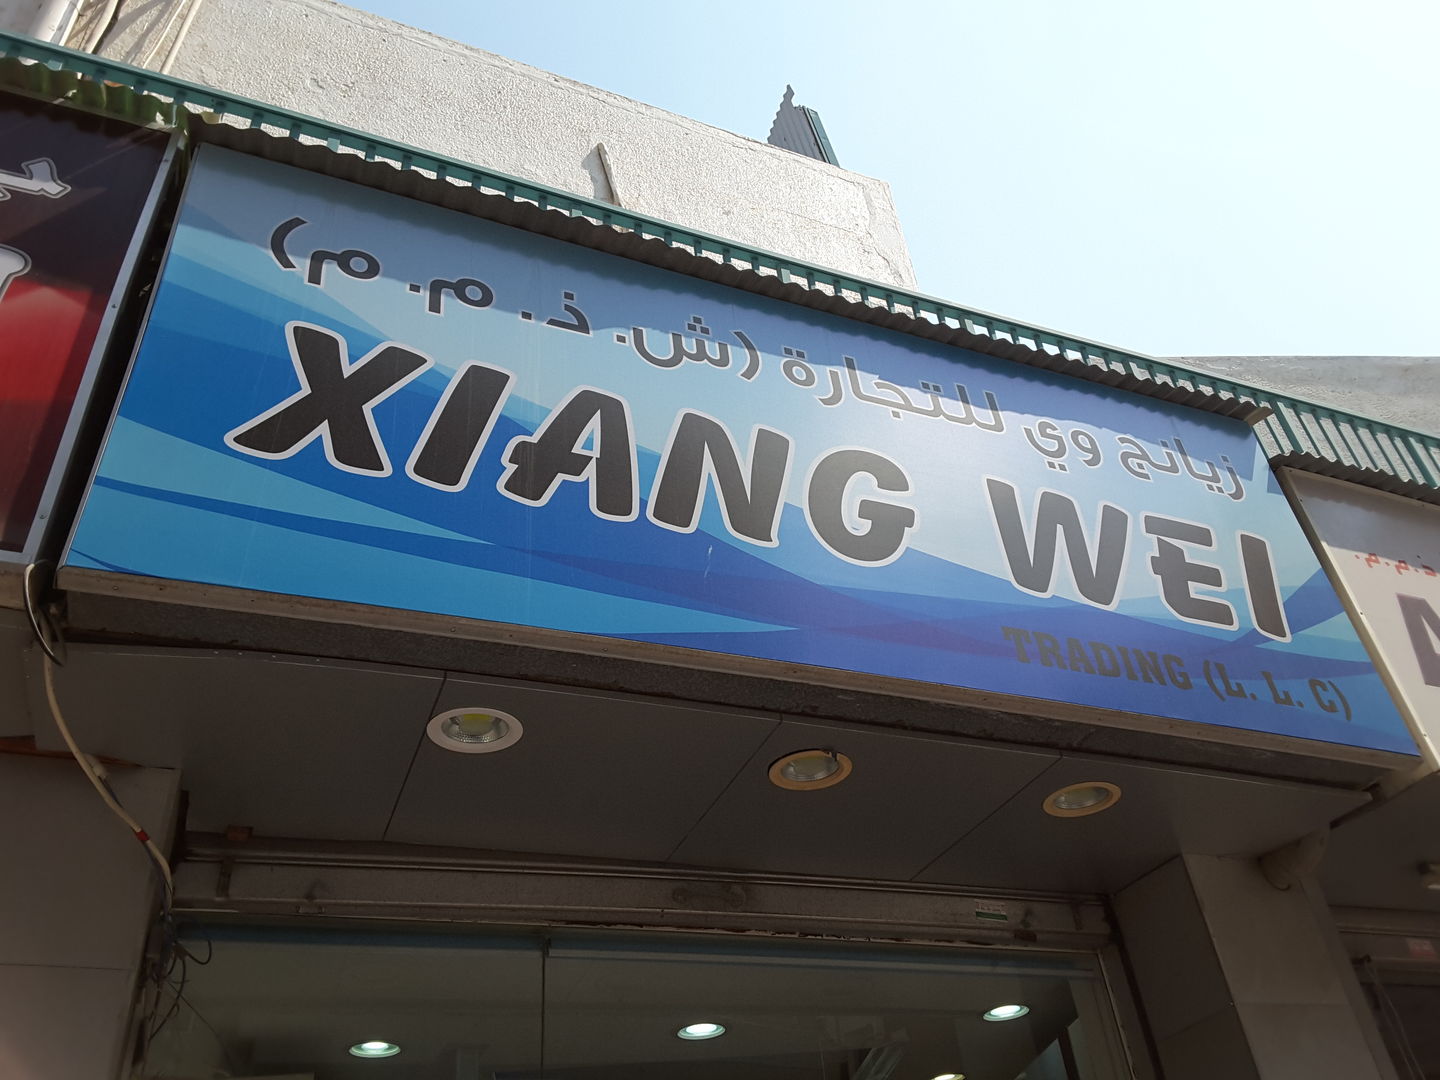 زيانج وي للتجارة (ش. ذ. م. م)
XIANG WEI
TRADING (L. L. C)